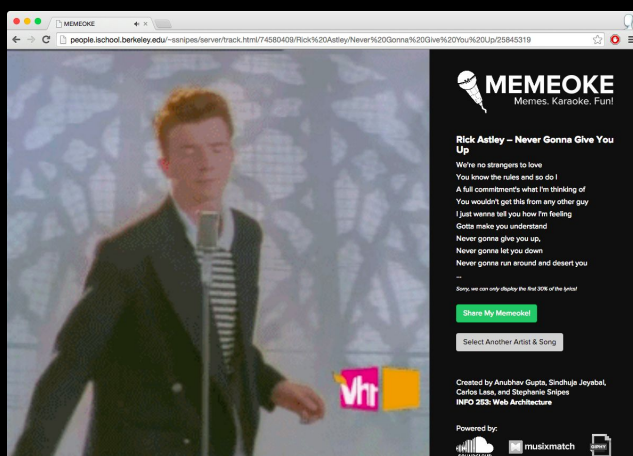 MEMEOKE
people.ischool.berkeley.edu/~ssnipes/server/track.html/74580409/Rick%20Astley/Never%20Gonna%20Give%20You%20Up/25845319
MEMEOKE
Memes. Karaoke. Fun!
Rick Astley – Never Gonna Give You
Up
We're no strangers to love
You know the rules and so do I
A full commitment's what I'm thinking of
You wouldn't get this from any other guy
I just wanna tell you how I'm feeling
Gotta make you understand
Never gonna give you up,
Never gonna let you down
Never gonna run around and desert you
...
Sorry, we can only display the first 30% of the lyrics!
Share My Memeoke!
Select Another Artist & Song
vh1
Created by Anubhav Gupta, Sindhuja Jeyabal,
Carlos Lasa, and Stephanie Snipes
INFO 253: Web Architecture
Powered by:
SOUNDCLOUD
musixmatch
GIPHY